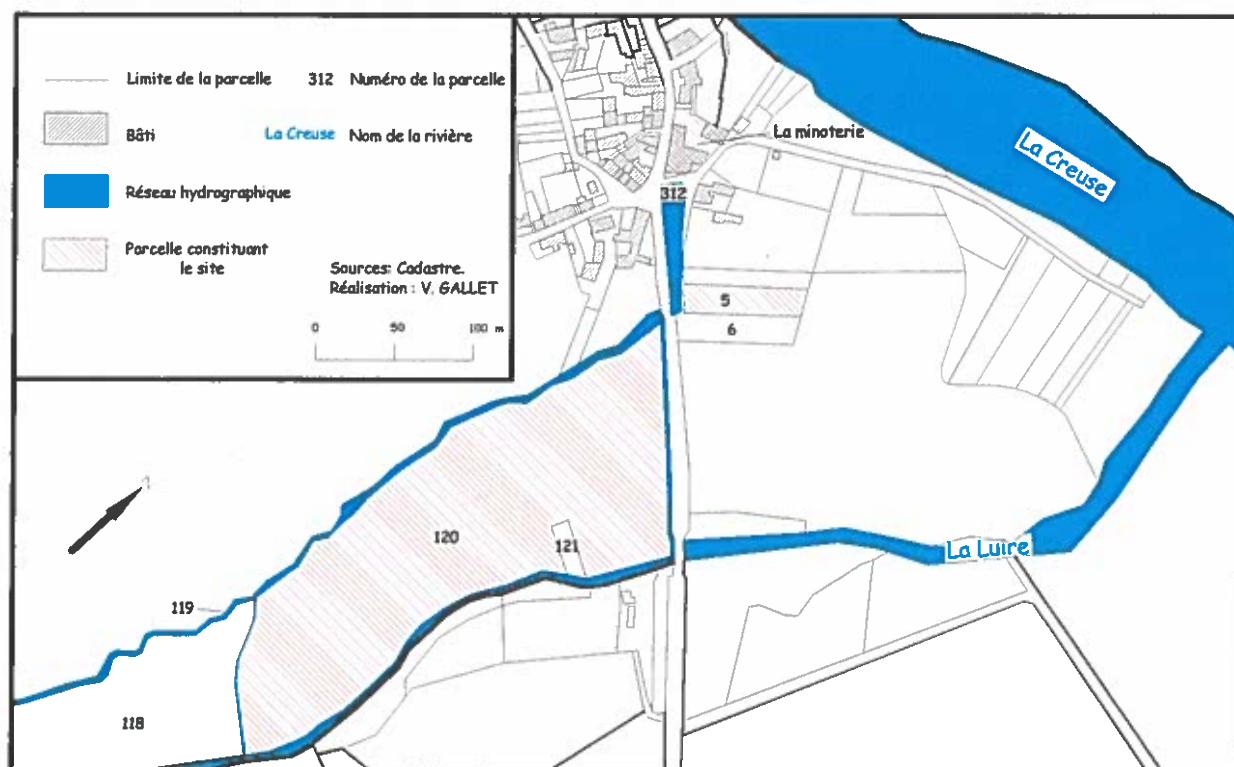 Limite de la parcelle
312 Numéro de la parcelle
Bâti
La Creuse Nom de la rivière
Réseau hydrographique
Parcelle constituant
le site
Sources: Cadastre.
Réalisation : V. GALLET
0 50 100 m
La minoterie
La Creuse
312
5
6
120
121
La Luire
119
118